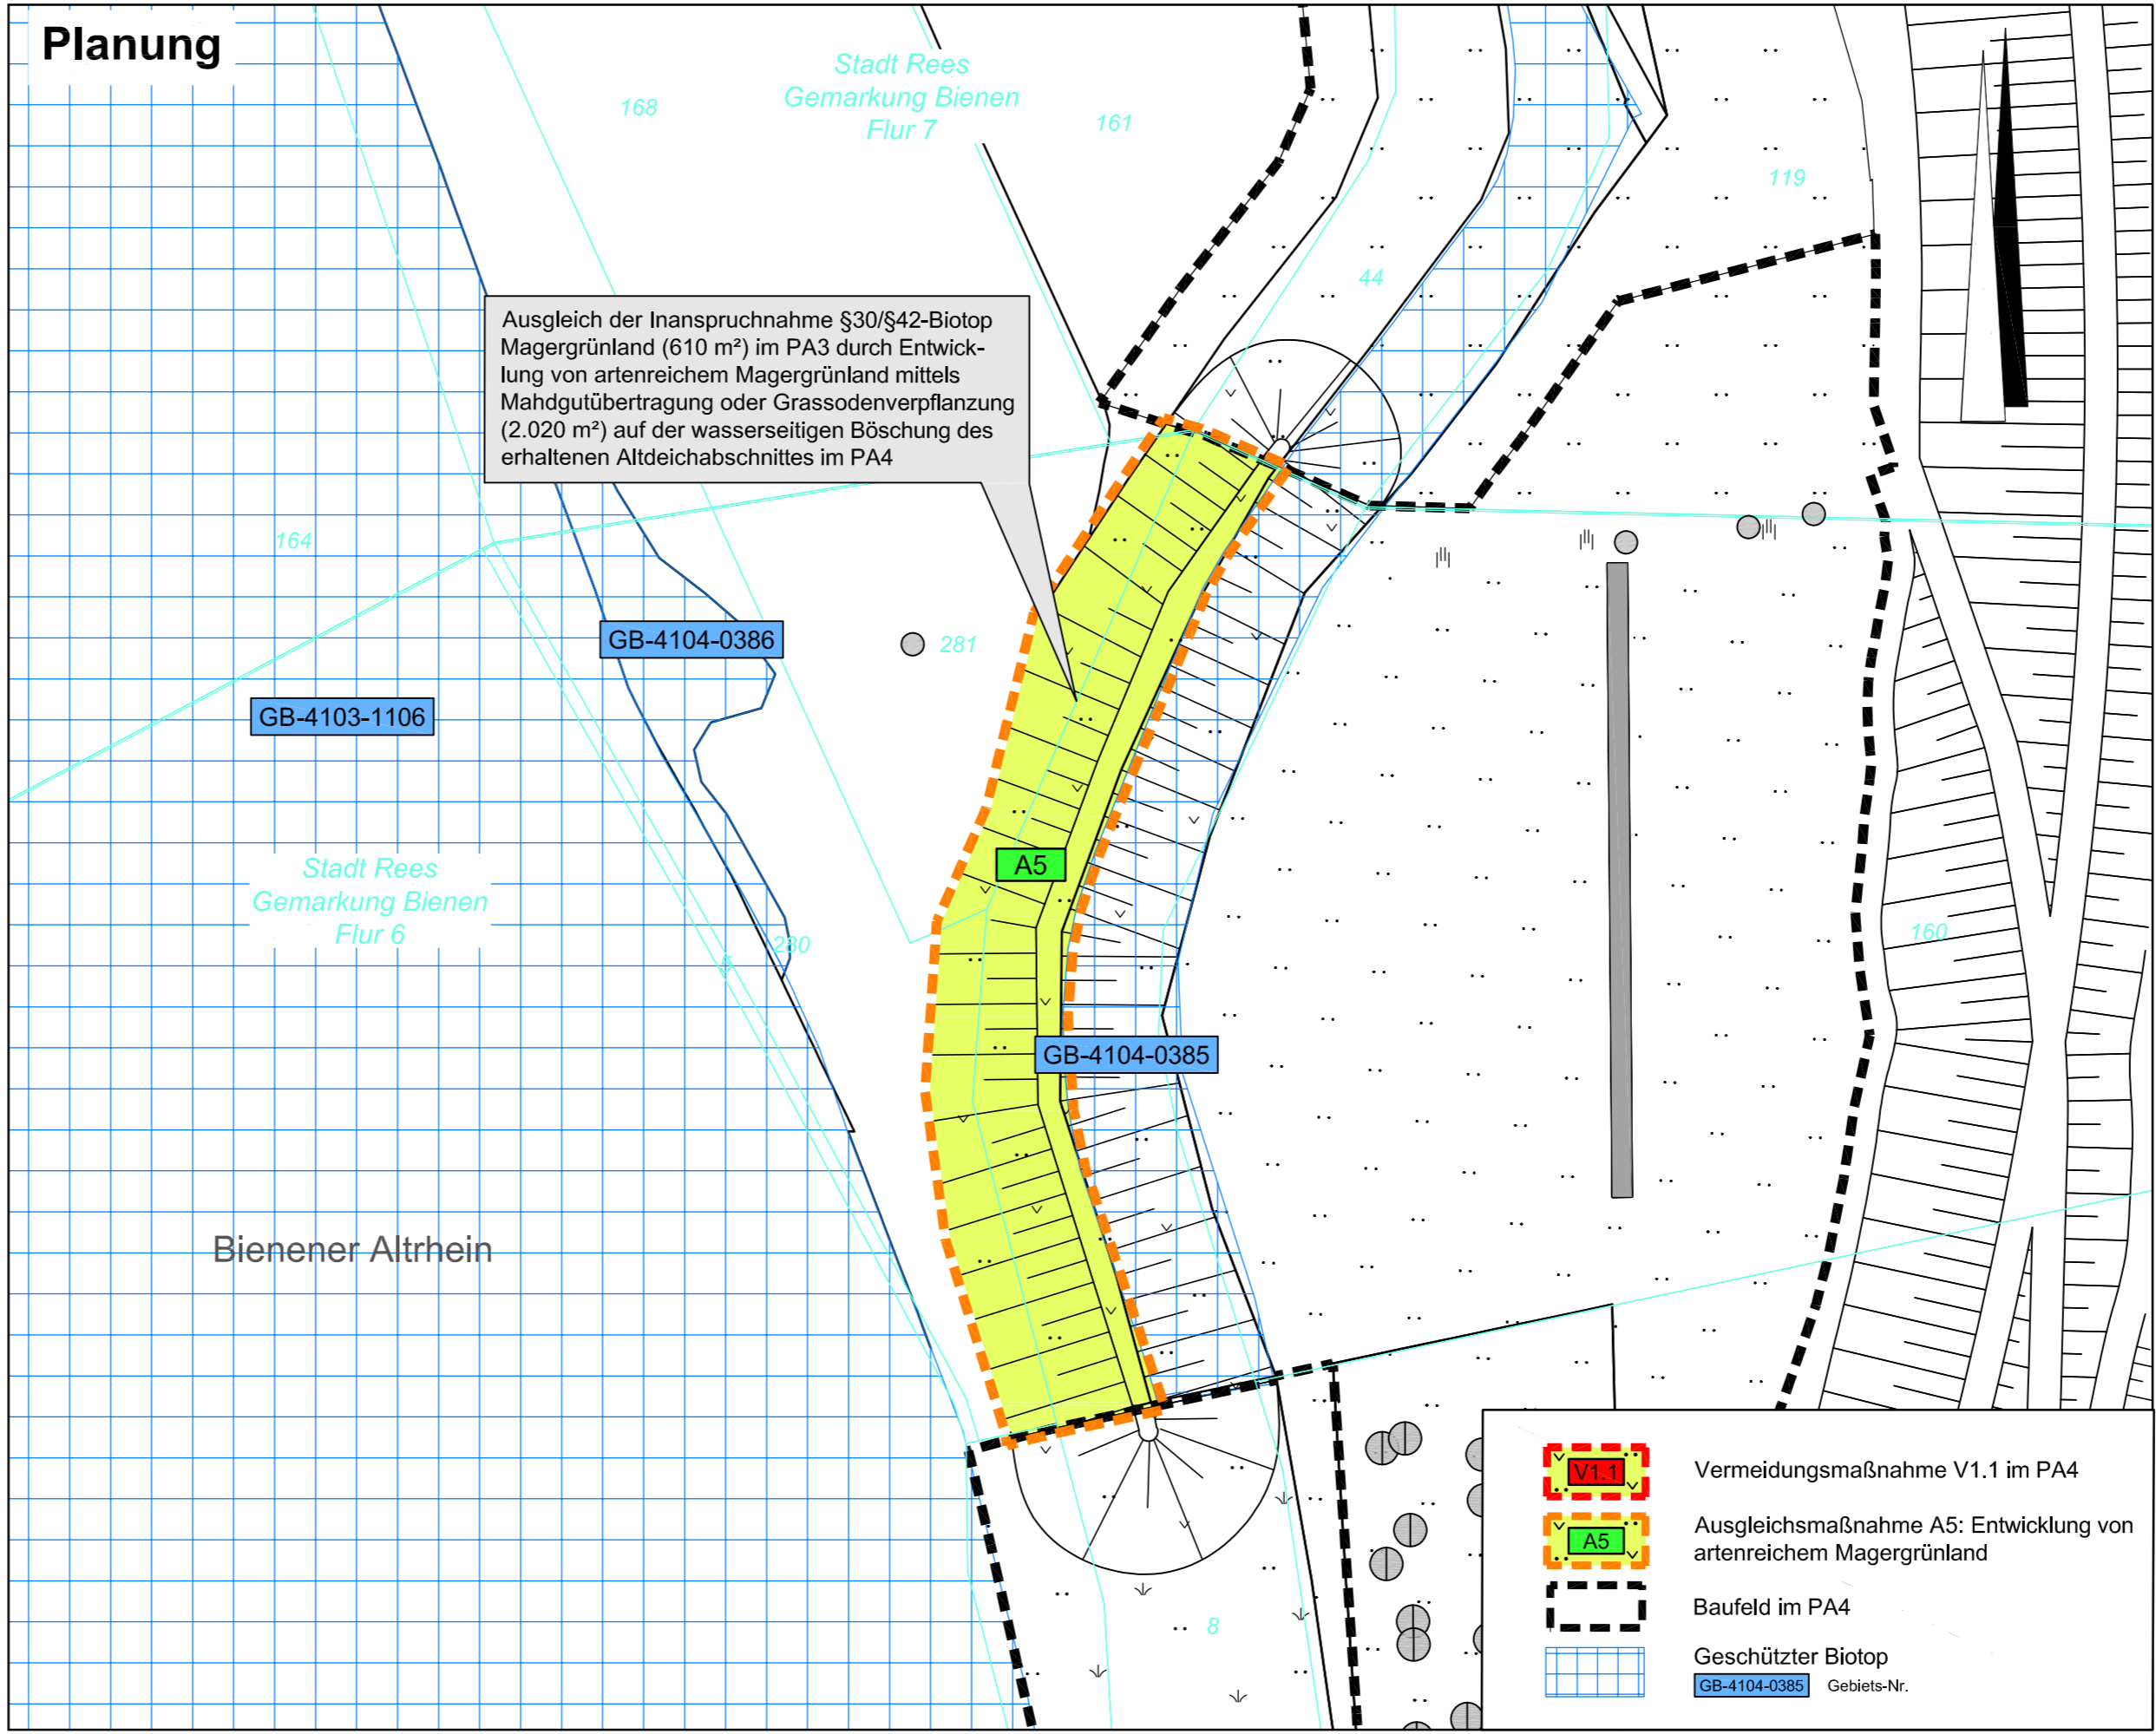 Planung
Stadt Rees
Gemarkung Bienen
Flur 7
168
161
119
44
Ausgleich der Inanspruchnahme §30/§42-Biotop
Magergrünland (610 m²) im PA3 durch Entwick-
lung von artenreichem Magergrünland mittels
Mahdgutübertragung oder Grassodenverpflanzung
(2.020 m²) auf der wasserseitigen Böschung des
erhaltenen Altdeichabschnittes im PA4
164
GB-4104-0386
281
GB-4103-1106
A5
Stadt Rees
Gemarkung Bienen
Flur 6
280
160
GB-4104-0385
Bienener Altrhein
8
V1.1
Vermeidungsmaßnahme V1.1 im PA4
A5
Ausgleichsmaßnahme A5: Entwicklung von
artenreichem Magergrünland
Baufeld im PA4
Geschützter Biotop
GB-4104-0385 Gebiets-Nr.